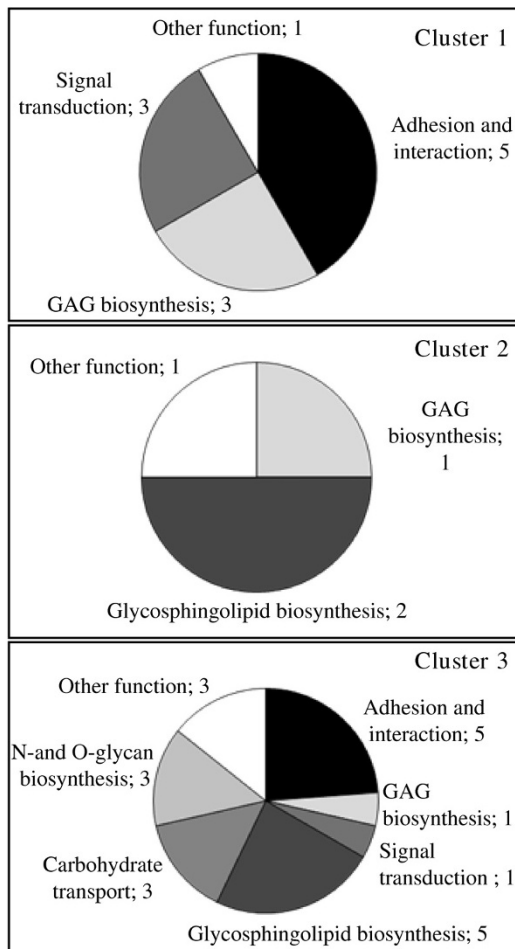 Cluster 1
Other function; 1
Signal
transduction; 3
Adhesion and
interaction; 5
GAG biosynthesis; 3
Cluster 2
Other function; 1
GAG
biosynthesis;
1
Glycosphingolipid biosynthesis; 2
Cluster 3
Other function; 3
Adhesion and
interaction; 5
N-and O-glycan
biosynthesis; 3
GAG
biosynthesis; 1
Signal
transduction ; 1
Carbohydrate
transport; 3
Glycosphingolipid biosynthesis; 5